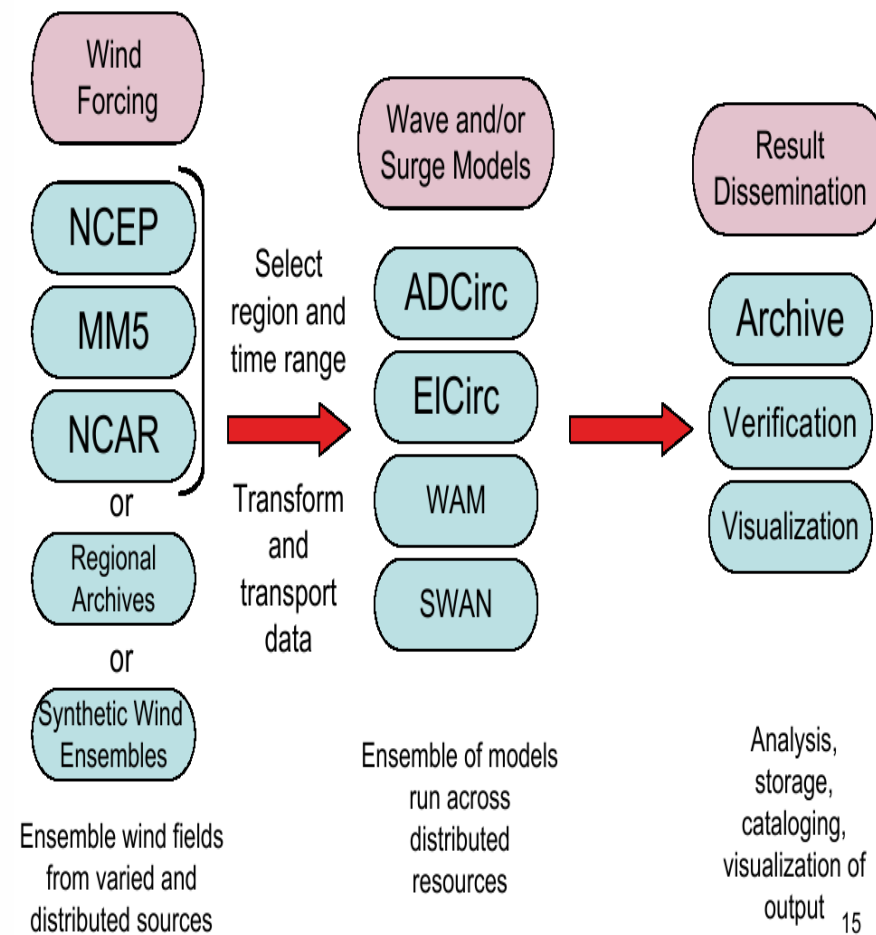 Wind
Forcing
NCEP
MM5
NCAR
or
Regional
Archives
or
Synthetic Wind
Ensembles
Ensemble wind fields
from varied and
distributed sources
Select
region and
time range
Transform
and
transport
data
Wave and/or
Surge Models
ADCirc
ElCirc
WAM
SWAN
Ensemble of models
run across
distributed
resources
Result
Dissemination
Archive
Verification
Visualization
Analysis,
storage,
cataloging,
visualization of
output
15